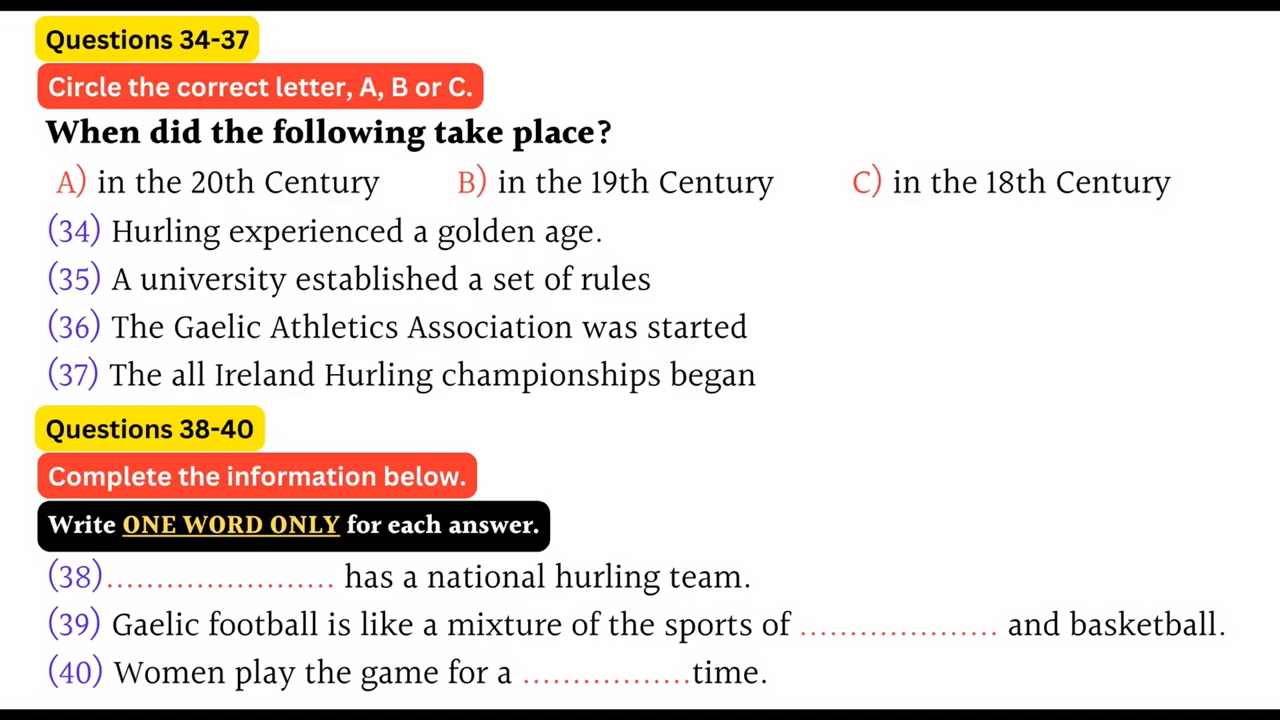 Questions 34-37
Circle the correct letter, A, B or C.
When did the following take place?
A) in the 20th Century B) in the 19th Century C) in the 18th Century
(34) Hurling experienced a golden age.
(35) A university established a set of rules
(36) The Gaelic Athletics Association was started
(37) The all Ireland Hurling championships began
Questions 38-40
Complete the information below.
Write ONE WORD ONLY for each answer.
(38)....................... has a national hurling team.
(39) Gaelic football is like a mixture of the sports of .................... and basketball.
(40) Women play the game for a .................time.